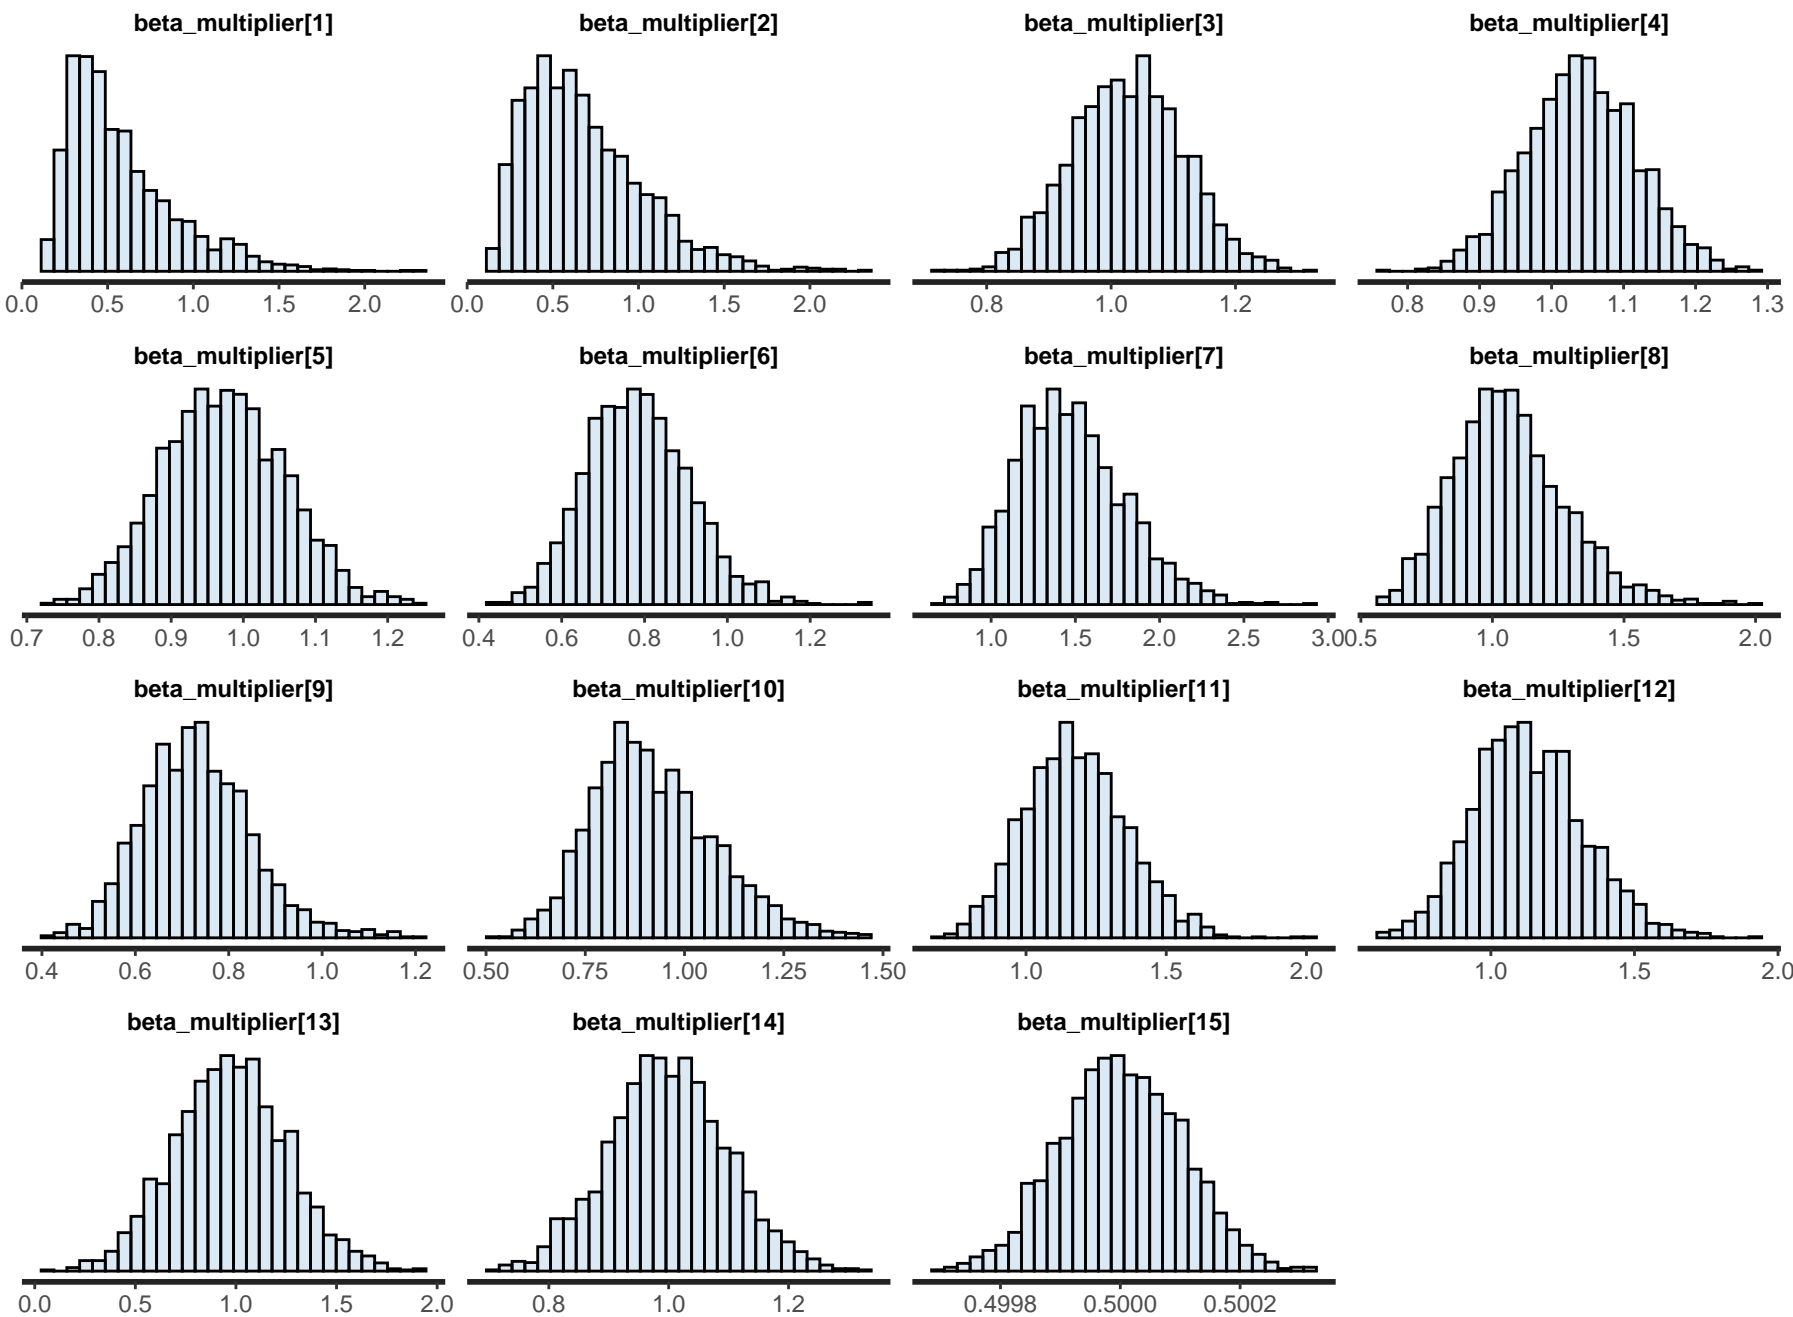 beta_multiplier[1] beta_multiplier[2] beta_multiplier[3] beta_multiplier[4]
0.0 0.5 1.0 1.5 2.0 0.0 0.5 1.0 1.5 2.0 0.8 1.0 1.2 0.8 0.9 1.0 1.1 1.2 1.3
beta_multiplier[5] beta_multiplier[6] beta_multiplier[7] beta_multiplier[8]
0.7 0.8 0.9 1.0 1.1 1.2 0.4 0.6 0.8 1.0 1.2 1.0 1.5 2.0 2.5 3.0 0.5 1.0 1.5 2.0
beta_multiplier[9] beta_multiplier[10] beta_multiplier[11] beta_multiplier[12]
0.4 0.6 0.8 1.0 1.2 0.50 0.75 1.00 1.25 1.50 1.0 1.5 2.0 1.0 1.5 2.0
beta_multiplier[13] beta_multiplier[14] beta_multiplier[15]
0.0 0.5 1.0 1.5 2.0 0.8 1.0 1.2 0.4998 0.5000 0.5002